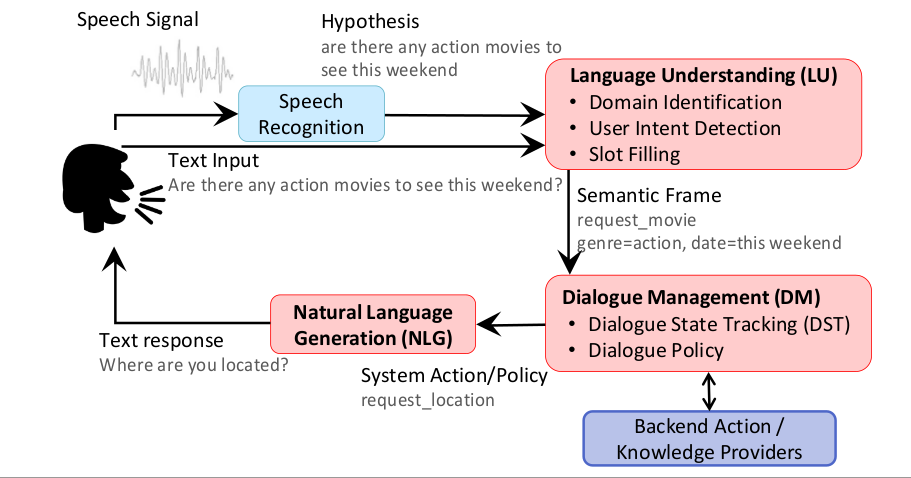 Speech Signal
Hypothesis
are there any action movies to
see this weekend
Speech
Recognition
Language Understanding (LU)
• Domain Identification
• User Intent Detection
• Slot Filling
Text Input
Are there any action movies to see this weekend?
Semantic Frame
request_movie
genre=action, date=this weekend
Dialogue Management (DM)
• Dialogue State Tracking (DST)
• Dialogue Policy
Natural Language
Generation (NLG)
Text response
Where are you located?
System Action/Policy
request_location
Backend Action /
Knowledge Providers